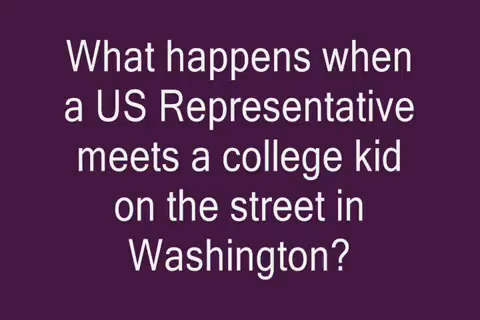 What happens when
a US Representative
meets a college kid
on the street in
Washington?